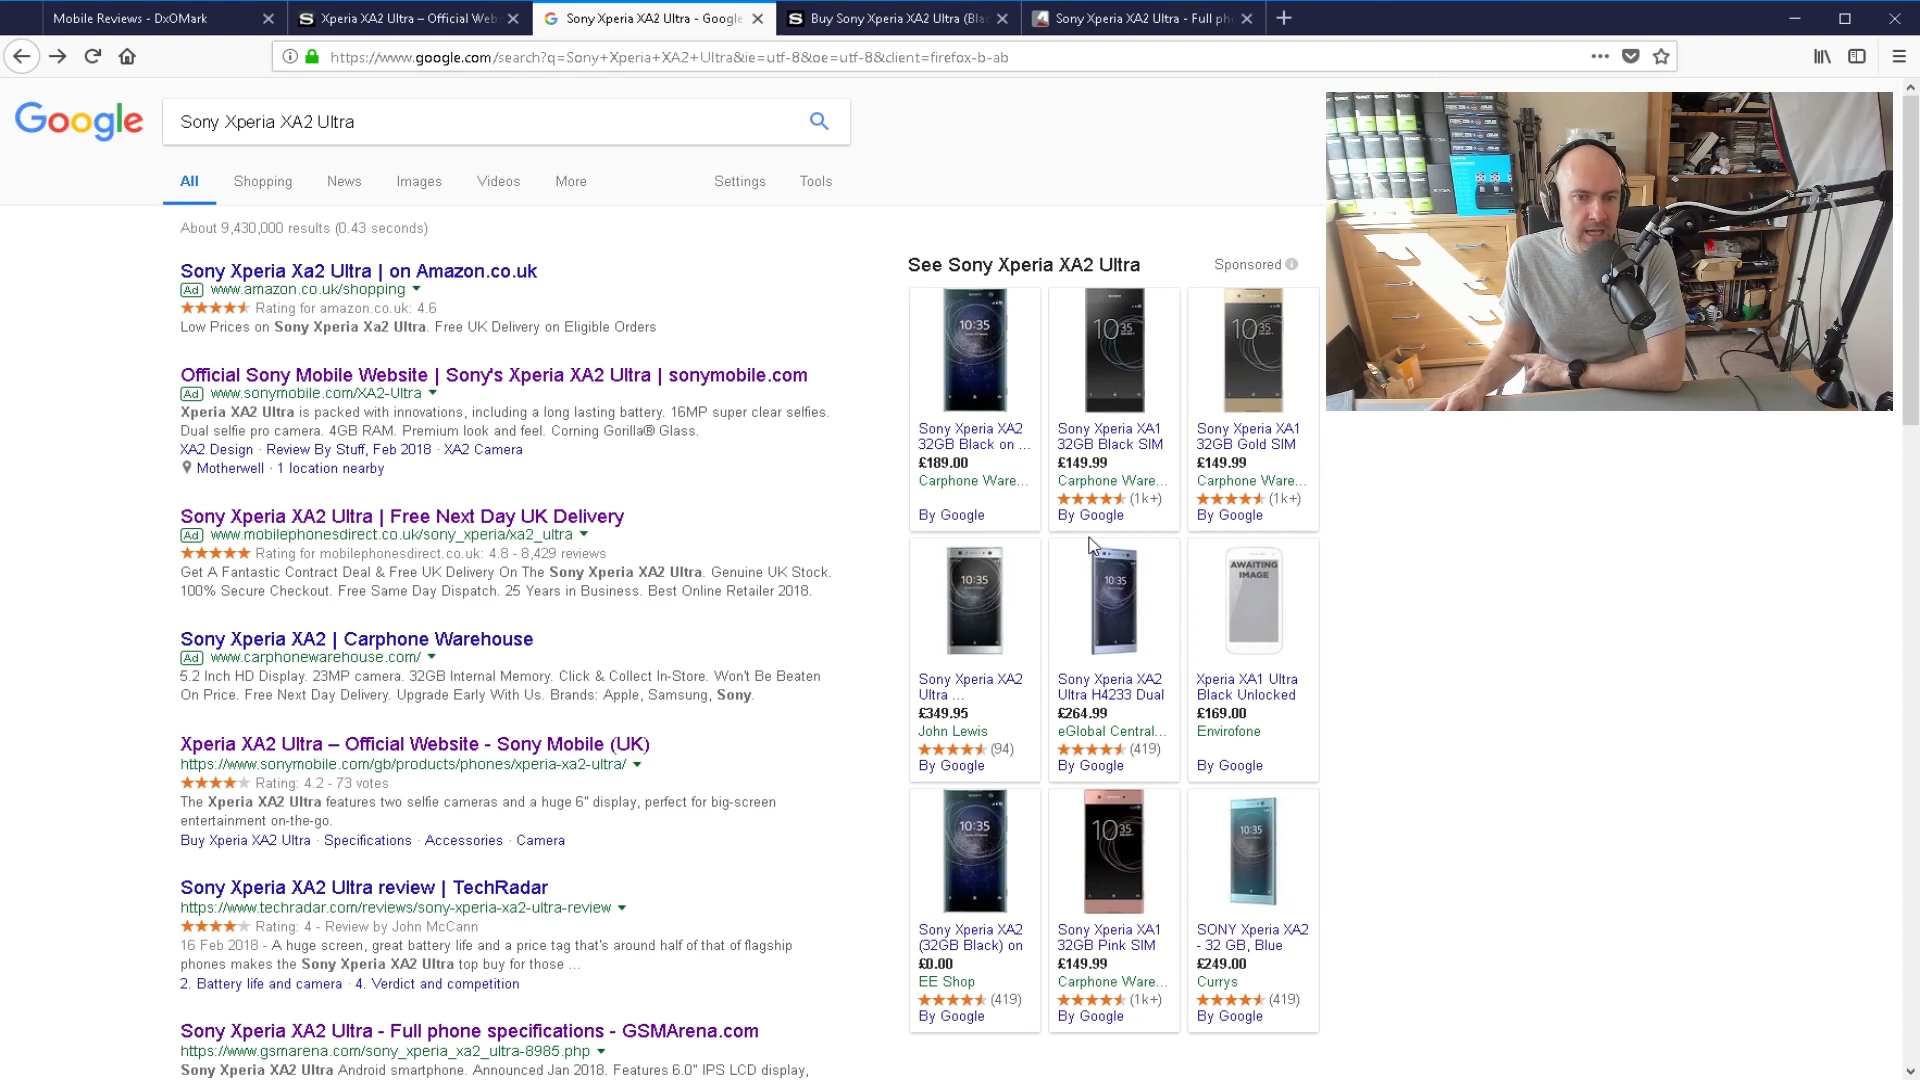 Mobile Reviews - DxOMark
Xperia XA2 Ultra – Official Web
Sony Xperia XA2 Ultra - Google
Buy Sony Xperia XA2 Ultra (Bla
Sony Xperia XA2 Ultra - Full ph
https://www.google.com/search?q=Sony+Xperia+XA2+Ultra&ie=utf-8&oe=utf-8&client=firefox-b-ab
Google
Sony Xperia XA2 Ultra
All
Shopping
News
Images
Videos
More
Settings
Tools
About 9,430,000 results (0.43 seconds)
Sony Xperia Xa2 Ultra | on Amazon.co.uk
Ad www.amazon.co.uk/shopping
Rating for amazon.co.uk: 4.6
Low Prices on Sony Xperia Xa2 Ultra. Free UK Delivery on Eligible Orders
Official Sony Mobile Website | Sony's Xperia XA2 Ultra | sonymobile.com
Ad www.sonymobile.com/XA2-Ultra
Xperia XA2 Ultra is packed with innovations, including a long lasting battery. 16MP super clear selfies.
Dual selfie pro camera. 4GB RAM. Premium look and feel. Corning Gorilla® Glass.
XA2 Design · Review By Stuff, Feb 2018 · XA2 Camera
Motherwell · 1 location nearby
Sony Xperia XA2 Ultra | Free Next Day UK Delivery
Ad www.mobilephonesdirect.co.uk/sony_xperia/xa2_ultra
Rating for mobilephonesdirect.co.uk: 4.8 - 8,429 reviews
Get A Fantastic Contract Deal & Free UK Delivery On The Sony Xperia XA2 Ultra. Genuine UK Stock.
100% Secure Checkout. Free Same Day Dispatch. 25 Years in Business. Best Online Retailer 2018.
Sony Xperia XA2 | Carphone Warehouse
Ad www.carphonewarehouse.com/
5.2 Inch HD Display. 23MP camera. 32GB Internal Memory. Click & Collect In-Store. Won't Be Beaten
On Price. Free Next Day Delivery. Upgrade Early With Us. Brands: Apple, Samsung, Sony.
Xperia XA2 Ultra – Official Website - Sony Mobile (UK)
https://www.sonymobile.com/gb/products/phones/xperia-xa2-ultra/
Rating: 4.2 - 73 votes
The Xperia XA2 Ultra features two selfie cameras and a huge 6" display, perfect for big-screen
entertainment on-the-go.
Buy Xperia XA2 Ultra · Specifications · Accessories · Camera
Sony Xperia XA2 Ultra review | TechRadar
https://www.techradar.com/reviews/sony-xperia-xa2-ultra-review
Rating: 4 - Review by John McCann
16 Feb 2018 - A huge screen, great battery life and a price tag that's around half of that of flagship
phones makes the Sony Xperia XA2 Ultra top buy for those ...
2. Battery life and camera · 4. Verdict and competition
Sony Xperia XA2 Ultra - Full phone specifications - GSMArena.com
https://www.gsmarena.com/sony_xperia_xa2_ultra-8985.php
Sony Xperia XA2 Ultra Android smartphone. Announced Jan 2018. Features 6.0" IPS LCD display,
See Sony Xperia XA2 Ultra
Sponsored
10:35
Sony Xperia XA2
32GB Black on ...
£189.00
Carphone Ware...
By Google
10 35
Sony Xperia XA1
32GB Black SIM
£149.99
Carphone Ware...
(1k+)
By Google
10 35
Sony Xperia XA1
32GB Gold SIM
£149.99
Carphone Ware...
(1k+)
By Google
10:35
Sony Xperia XA2
Ultra ...
£349.95
John Lewis
(94)
By Google
10:35
Sony Xperia XA2
Ultra H4233 Dual
£264.99
eGlobal Central...
(419)
By Google
AWAITING
IMAGE
Xperia XA1 Ultra
Black Unlocked
£169.00
Envirofone
By Google
10:35
Sony Xperia XA2
(32GB Black) on
£0.00
EE Shop
(419)
By Google
10 35
Sony Xperia XA1
32GB Pink SIM
£149.99
Carphone Ware...
(1k+)
By Google
10:35
SONY Xperia XA2
- 32 GB, Blue
£249.00
Currys
(419)
By Google